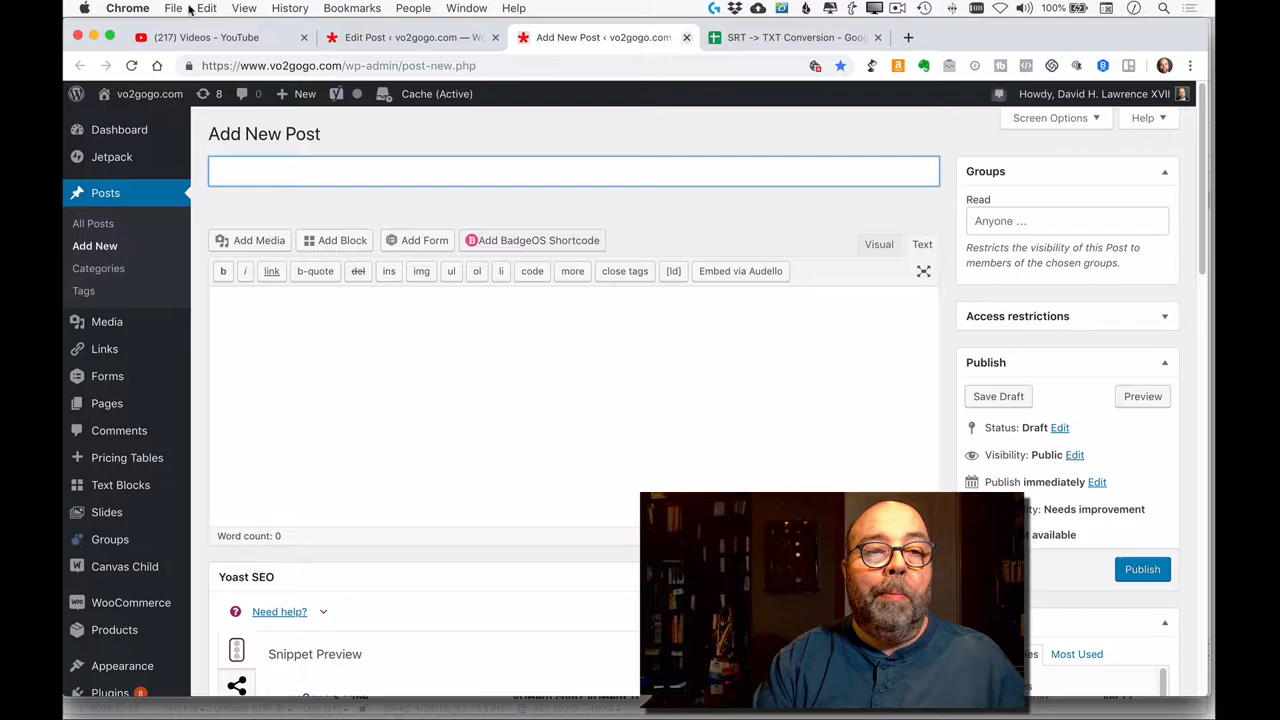 Chrome File Edit View History Bookmarks People Window Help 100%
(217) Videos - YouTube
Edit Post ‹ vo2gogo.com — Wo
Add New Post ‹ vo2gogo.com
SRT -> TXT Conversion - Goog
https://www.vo2gogo.com/wp-admin/post-new.php
vo2gogo.com 8 0 New Cache (Active) Howdy, David H. Lawrence XVII
Screen Options Help
Add New Post
Dashboard
Jetpack
Posts
All Posts
Add New
Categories
Tags
Media
Links
Forms
Pages
Comments
Pricing Tables
Text Blocks
Slides
Groups
Canvas Child
WooCommerce
Products
Appearance
Plugins 8
Add Media Add Block Add Form Add BadgeOS Shortcode
Visual Text
b i link b-quote del ins img ul ol li code more close tags [ld] Embed via Audello
Word count: 0
Yoast SEO
Need help?
Snippet Preview
Groups
Read
Anyone ...
Restricts the visibility of this Post to
members of the chosen groups.
Access restrictions
Publish
Save Draft Preview
Status: Draft Edit
Visibility: Public Edit
Publish immediately Edit
Needs improvement
available
Publish
Most Used